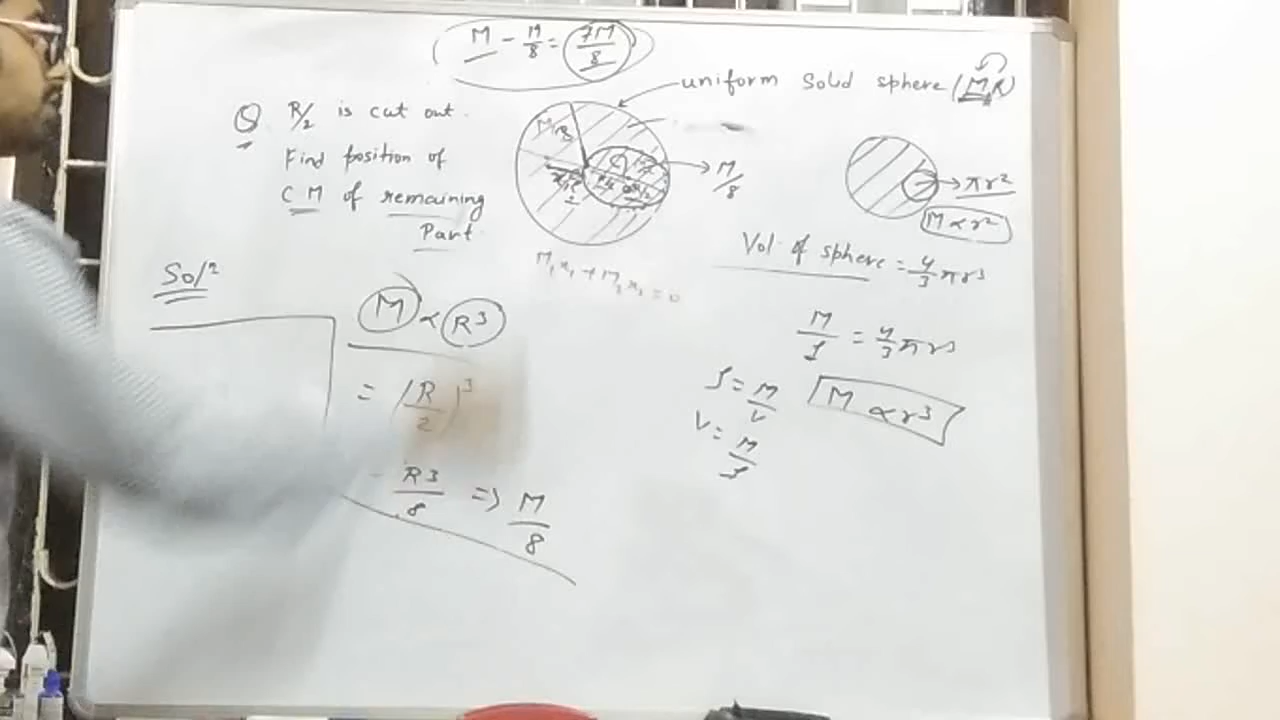 M - M/8 = 7M/8
uniform Solid sphere (M,R)
Q R/2 is cut out.
Find position of
CM of remaining
Part
M/8
πr²
M ∝ r²
Vol. of sphere = 4/3 πr³
M₁x₁ + M₂x₂ = 0
Solⁿ
M ∝ R³
= (R/2)³
R³/8 => M/8
M/ρ = 4/3 πr³
ρ = M/V
V = M/ρ
M ∝ r³